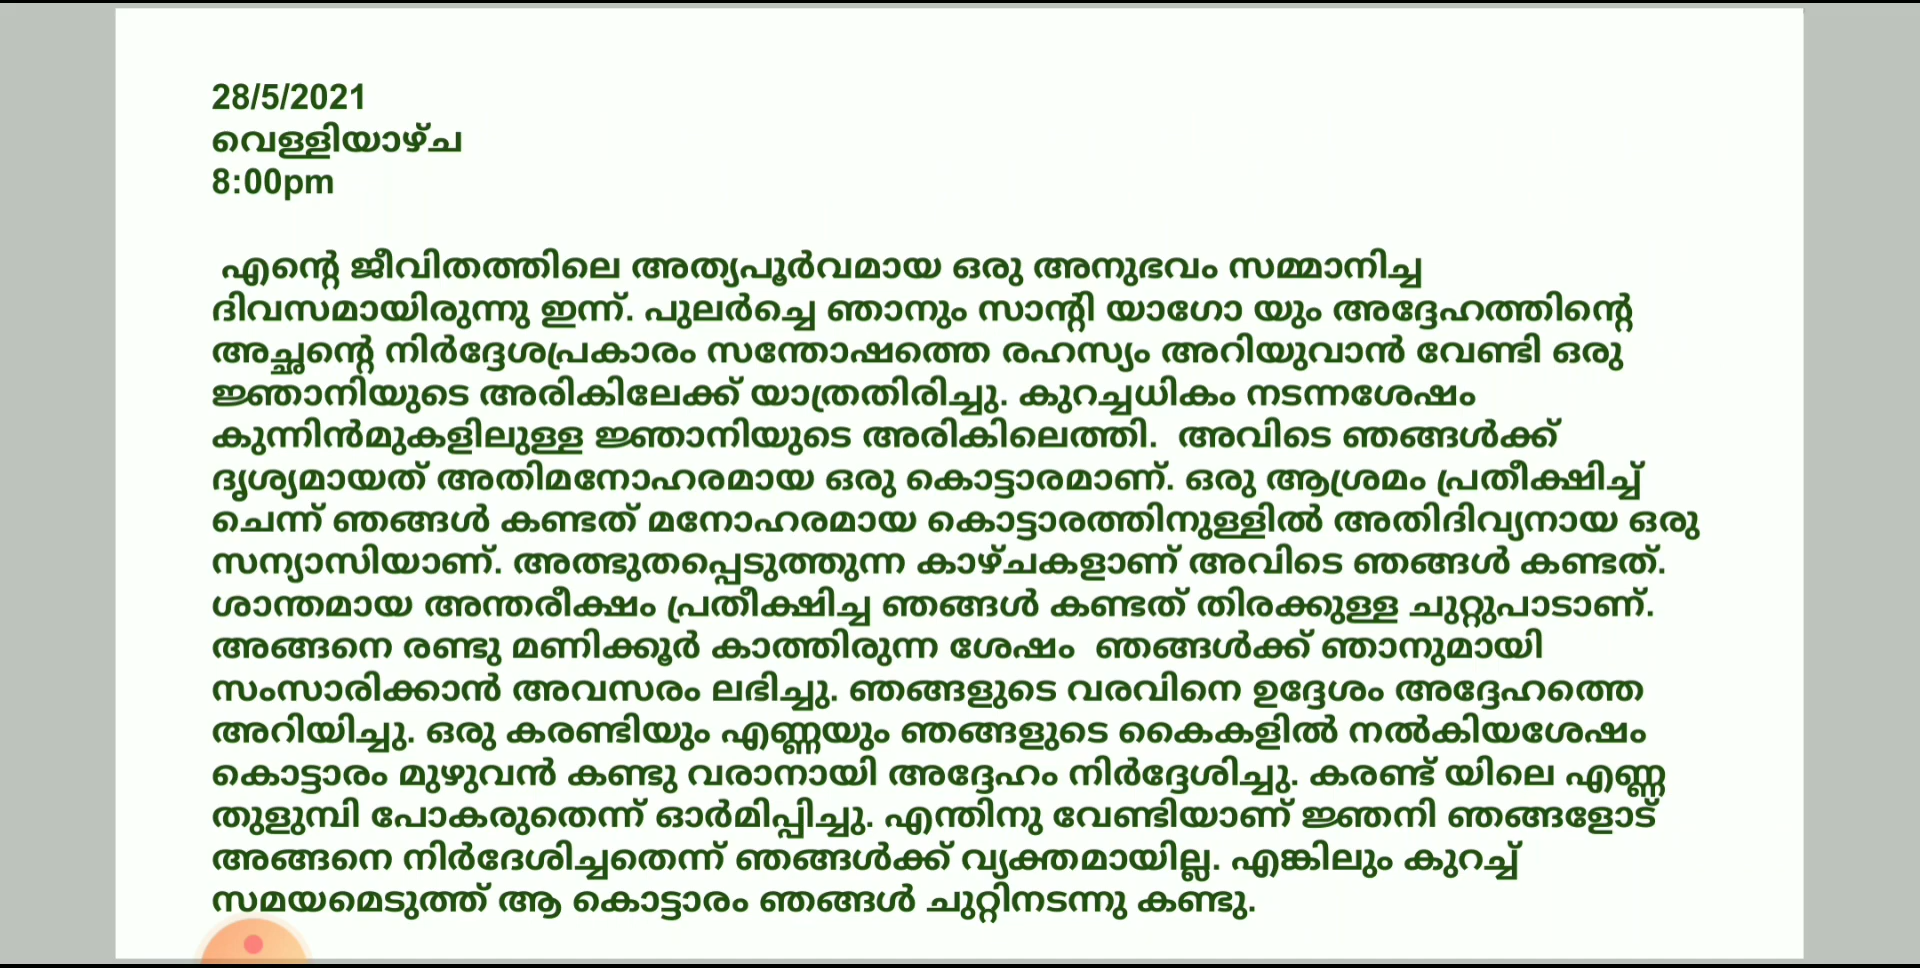 28/5/2021
വെള്ളിയാഴ്ച
8:00pm
എന്റെ ജീവിതത്തിലെ അത്യപൂർവമായ ഒരു അനുഭവം സമ്മാനിച്ച
ദിവസമായിരുന്നു ഇന്ന്. പുലർച്ചെ ഞാനും സാന്റി യാഗോ യും അദ്ദേഹത്തിന്റെ
അച്ഛന്റെ നിർദ്ദേശപ്രകാരം സന്തോഷത്തെ രഹസ്യം അറിയുവാൻ വേണ്ടി ഒരു
ജ്ഞാനിയുടെ അരികിലേക്ക് യാത്രതിരിച്ചു. കുറച്ചധികം നടന്നശേഷം
കുന്നിൻമുകളിലുള്ള ജ്ഞാനിയുടെ അരികിലെത്തി. അവിടെ ഞങ്ങൾക്ക്
ദൃശ്യമായത് അതിമനോഹരമായ ഒരു കൊട്ടാരമാണ്. ഒരു ആശ്രമം പ്രതീക്ഷിച്ച്
ചെന്ന് ഞങ്ങൾ കണ്ടത് മനോഹരമായ കൊട്ടാരത്തിനുള്ളിൽ അതിദിവ്യനായ ഒരു
സന്യാസിയാണ്. അത്ഭുതപ്പെടുത്തുന്ന കാഴ്ചകളാണ് അവിടെ ഞങ്ങൾ കണ്ടത്.
ശാന്തമായ അന്തരീക്ഷം പ്രതീക്ഷിച്ച ഞങ്ങൾ കണ്ടത് തിരക്കുള്ള ചുറ്റുപാടാണ്.
അങ്ങനെ രണ്ടു മണിക്കൂർ കാത്തിരുന്ന ശേഷം ഞങ്ങൾക്ക് ഞാനുമായി
സംസാരിക്കാൻ അവസരം ലഭിച്ചു. ഞങ്ങളുടെ വരവിനെ ഉദ്ദേശം അദ്ദേഹത്തെ
അറിയിച്ചു. ഒരു കരണ്ടിയും എണ്ണയും ഞങ്ങളുടെ കൈകളിൽ നൽകിയശേഷം
കൊട്ടാരം മുഴുവൻ കണ്ടു വരാനായി അദ്ദേഹം നിർദ്ദേശിച്ചു. കരണ്ട് യിലെ എണ്ണ
തുളുമ്പി പോകരുതെന്ന് ഓർമിപ്പിച്ചു. എന്തിനു വേണ്ടിയാണ് ജ്ഞനി ഞങ്ങളോട്
അങ്ങനെ നിർദേശിച്ചതെന്ന് ഞങ്ങൾക്ക് വ്യക്തമായില്ല. എങ്കിലും കുറച്ച്
സമയമെടുത്ത് ആ കൊട്ടാരം ഞങ്ങൾ ചുറ്റിനടന്നു കണ്ടു.